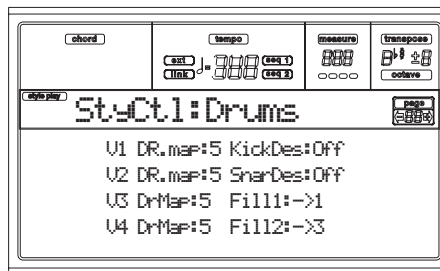 chord tempo measure transpose
ext seq 1
link seq 2
octave
style play StyCtl:Drums page
V1 DR.map:5 KickDes:Off
V2 DR.map:5 SnarDes:Off
V3 DrMap:5 Fill1:->1
V4 DrMap:5 Fill2:->3